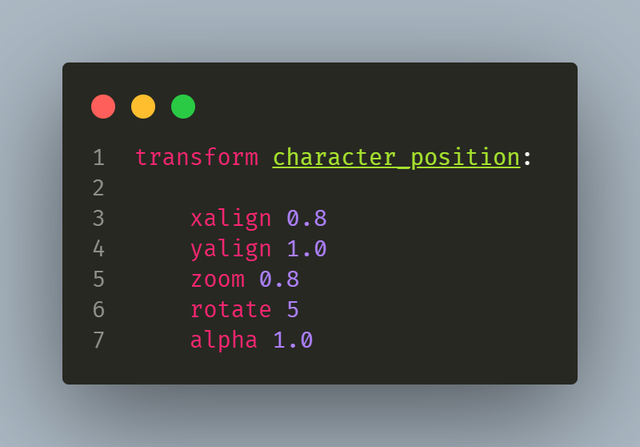 1 transform character_position:
2
3 xalign 0.8
4 yalign 1.0
5 zoom 0.8
6 rotate 5
7 alpha 1.0